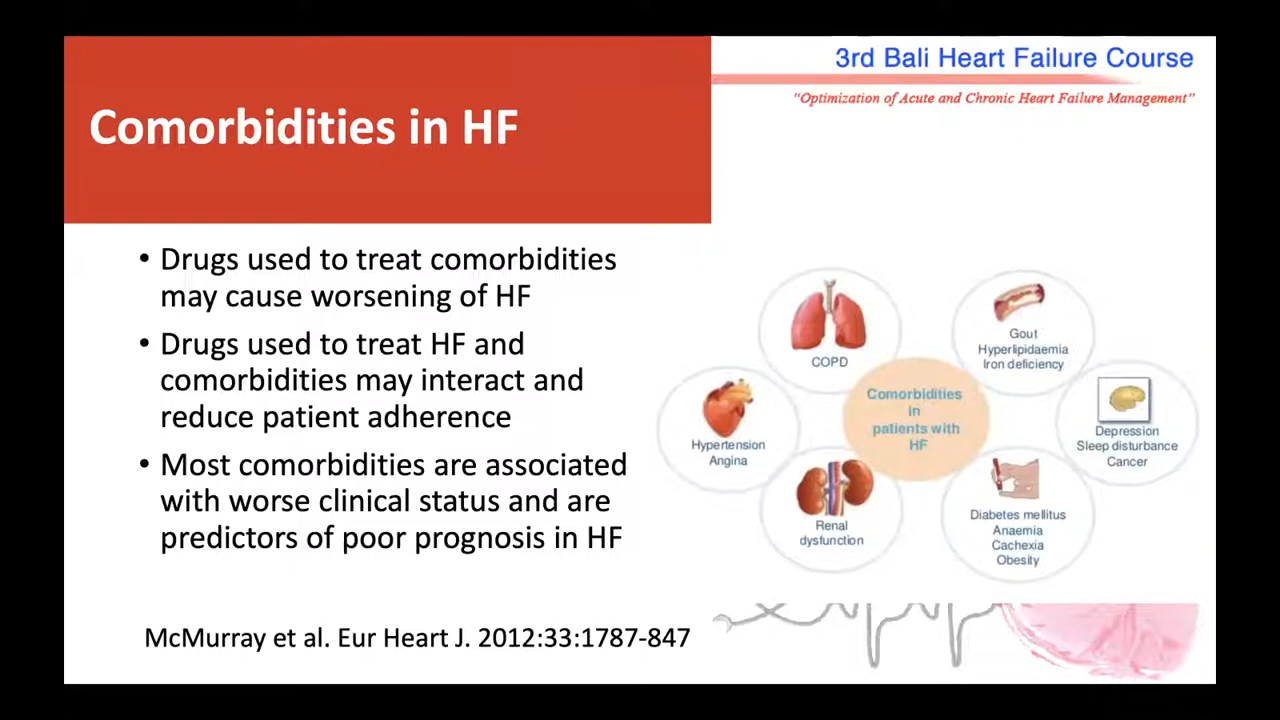 3rd Bali Heart Failure Course
“Optimization of Acute and Chronic Heart Failure Management”
Comorbidities in HF
• Drugs used to treat comorbidities
may cause worsening of HF
• Drugs used to treat HF and
comorbidities may interact and
reduce patient adherence
• Most comorbidities are associated
with worse clinical status and are
predictors of poor prognosis in HF
McMurray et al. Eur Heart J. 2012:33:1787-847
COPD
Gout
Hyperlipidaemia
Iron deficiency
Hypertension
Angina
Comorbidities
in
patients with
HF
Depression
Sleep disturbance
Cancer
Renal
dysfunction
Diabetes mellitus
Anaemia
Cachexia
Obesity